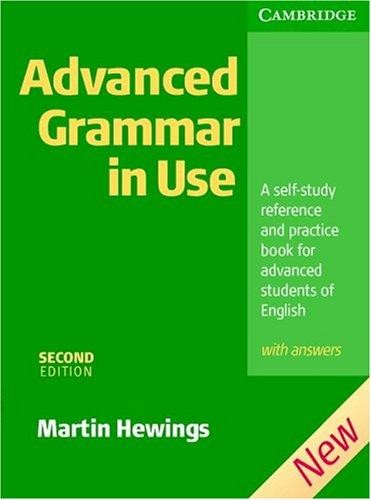 CAMBRIDGE
Advanced
Grammar
in Use
A self-study
reference
and practice
book for
advanced
students of
English
with answers
SECOND
EDITION
Martin Hewings
New